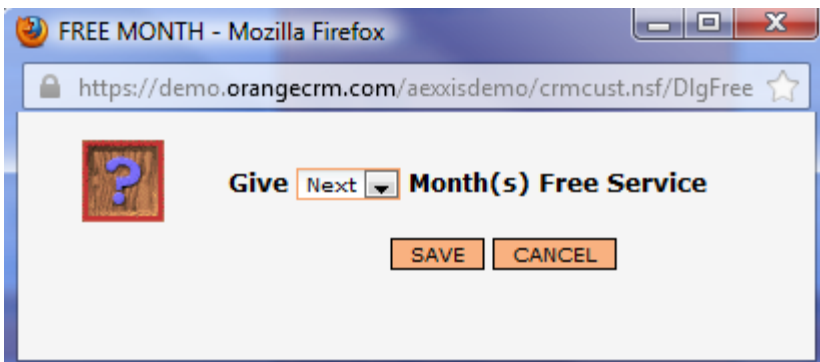 FREE MONTH - Mozilla Firefox
https://demo.orangecrm.com/aexxisdemo/crmcust.nsf/DlgFree
Give Next Month(s) Free Service
SAVE CANCEL